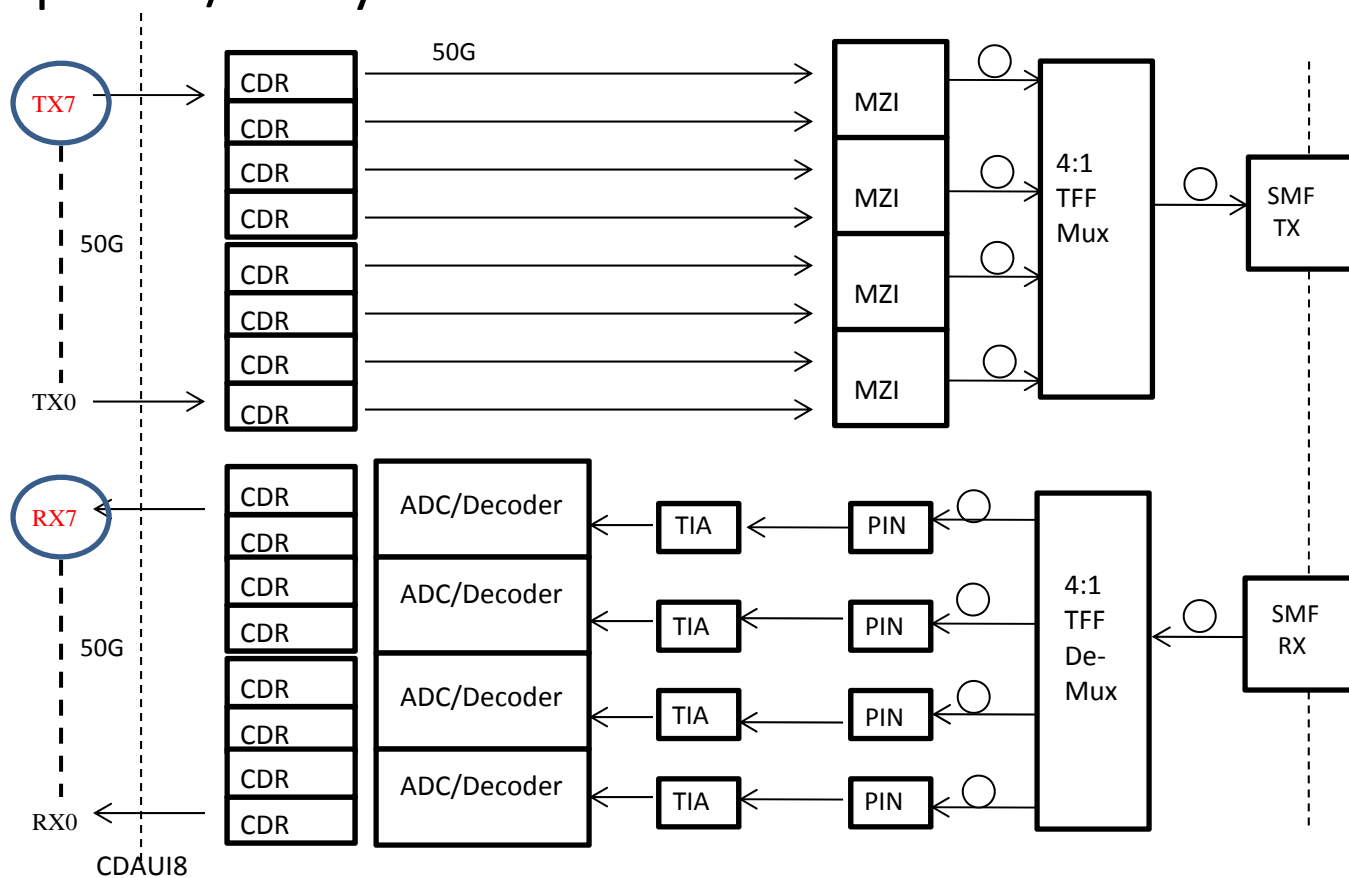 50G
TX7
CDR
CDR
CDR
CDR
CDR
CDR
CDR
CDR
50G
TX0
MZI
MZI
MZI
MZI
4:1
TFF
Mux
SMF
TX
RX7
CDR
CDR
CDR
CDR
CDR
CDR
CDR
CDR
50G
RX0
ADC/Decoder
ADC/Decoder
ADC/Decoder
ADC/Decoder
TIA
TIA
TIA
TIA
PIN
PIN
PIN
PIN
4:1
TFF
De-
Mux
SMF
RX
CDAUI8